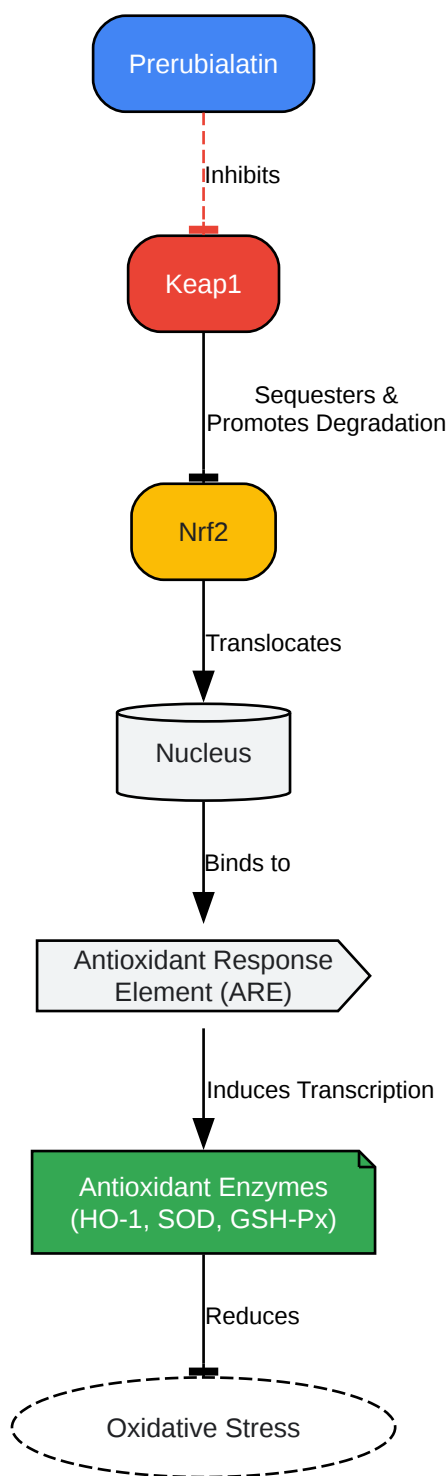 Prerubialatin
Inhibits
Keap1
Sequesters &
Promotes Degradation
Nrf2
Translocates
Nucleus
Binds to
Antioxidant Response
Element (ARE)
Induces Transcription
Antioxidant Enzymes
(HO-1, SOD, GSH-Px)
Reduces
Oxidative Stress